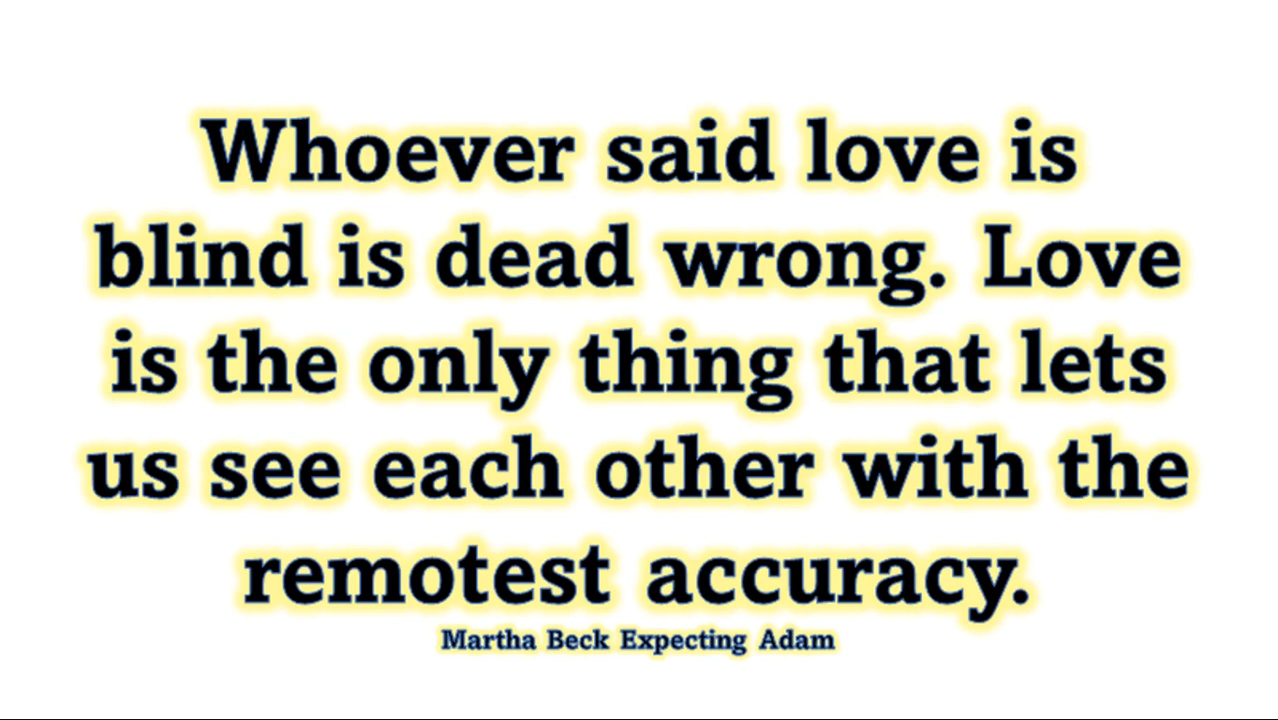 Whoever said love is
blind is dead wrong. Love
is the only thing that lets
us see each other with the
remotest accuracy.
Martha Beck Expecting Adam